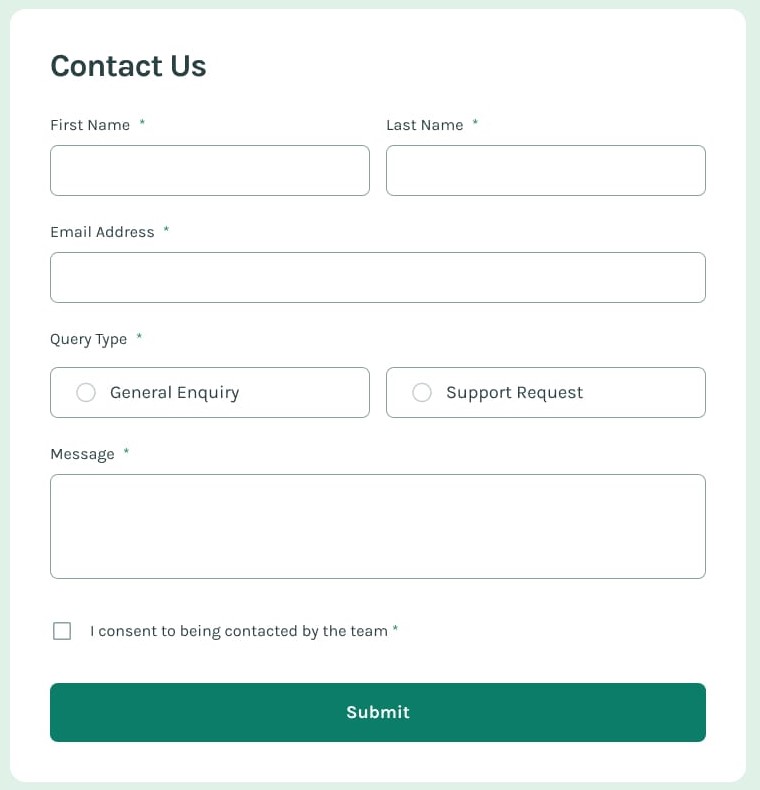 Contact Us
First Name * Last Name *
Email Address *
Query Type *
General Enquiry Support Request
Message *
I consent to being contacted by the team *
Submit